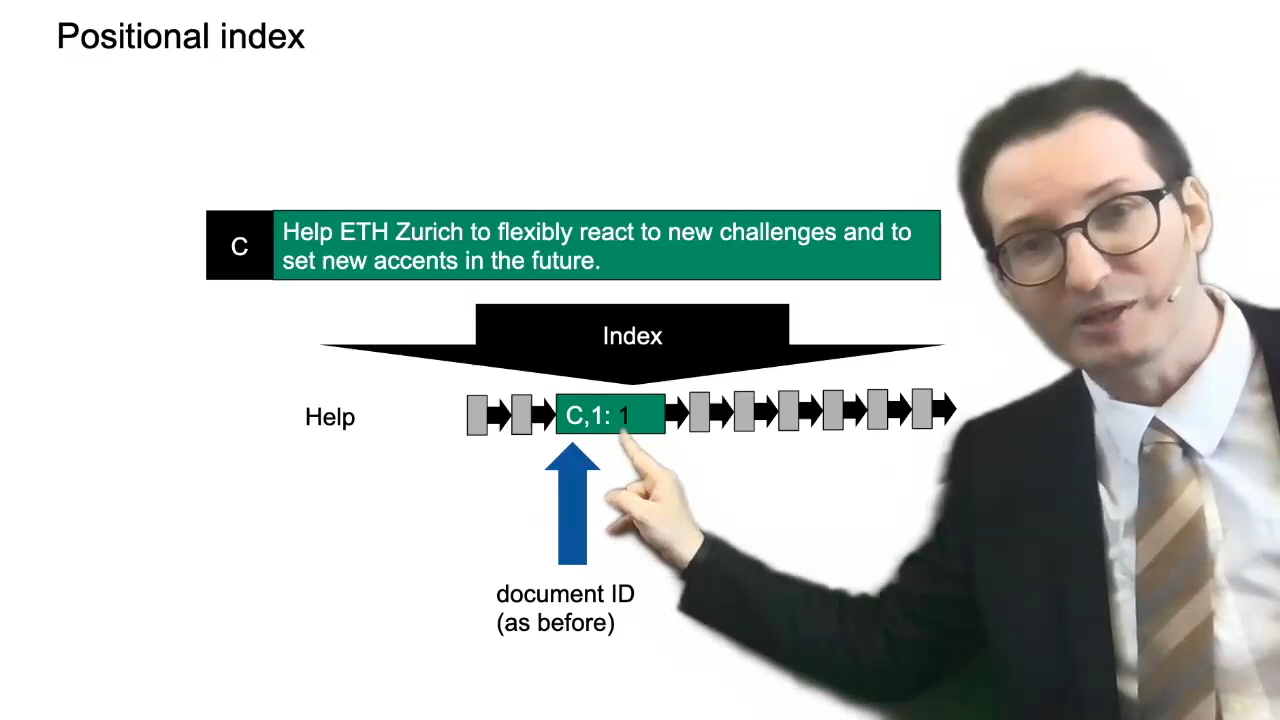 Positional index
C
Help ETH Zurich to flexibly react to new challenges and to
set new accents in the future.
Index
Help
C,1: 1
document ID
(as before)